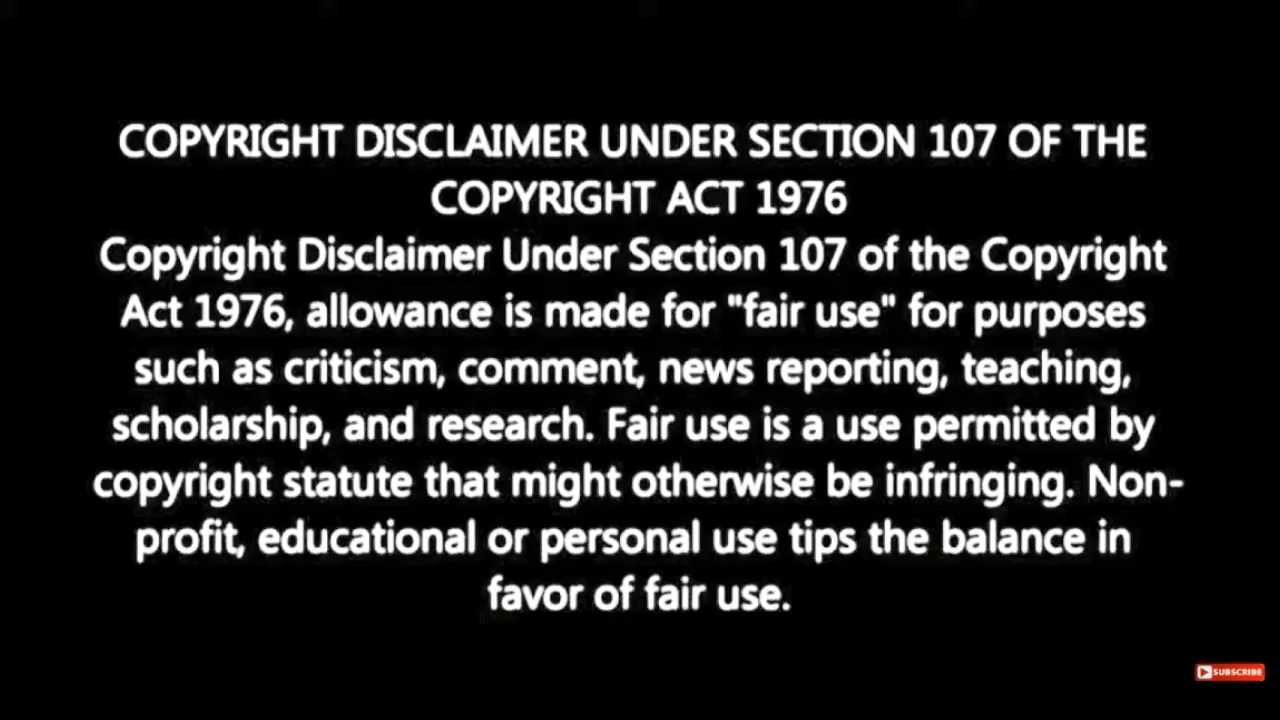 COPYRIGHT DISCLAIMER UNDER SECTION 107 OF THE
COPYRIGHT ACT 1976
Copyright Disclaimer Under Section 107 of the Copyright
Act 1976, allowance is made for "fair use" for purposes
such as criticism, comment, news reporting, teaching,
scholarship, and research. Fair use is a use permitted by
copyright statute that might otherwise be infringing. Non-
profit, educational or personal use tips the balance in
favor of fair use.
SUBSCRIBE